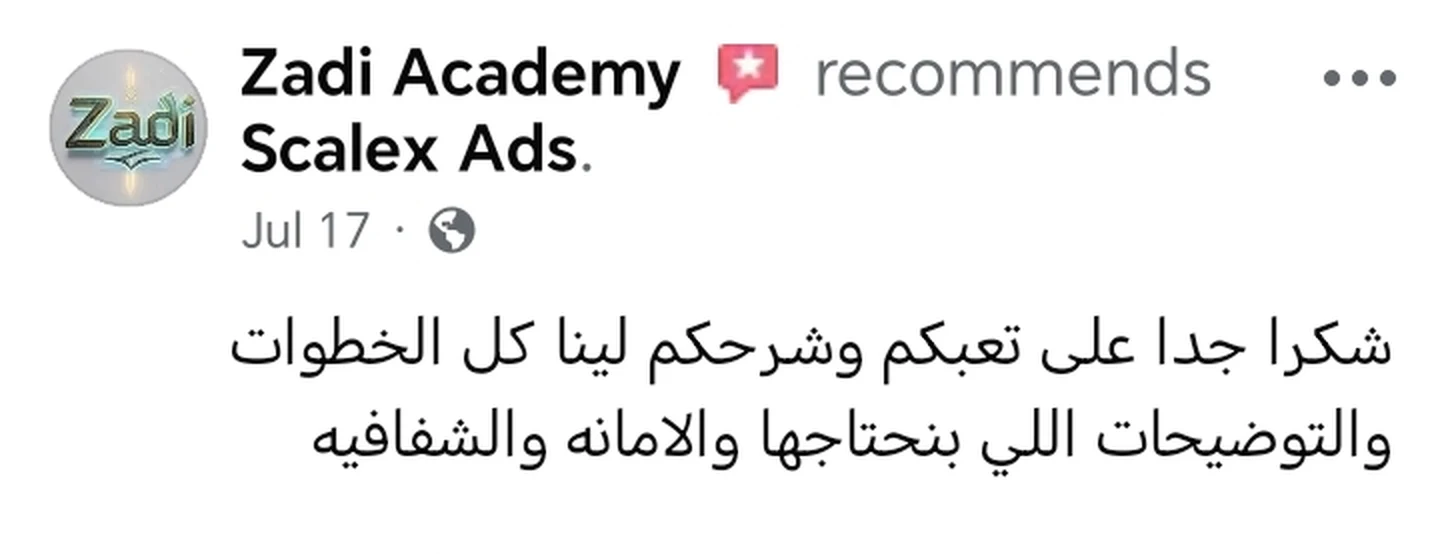 Zadi
Zadi Academy recommends
Scalex Ads.
Jul 17 ·
شكرا جدا على تعبكم وشرحكم لينا كل الخطوات
والتوضيحات اللي بنحتاجها والامانه والشفافيه